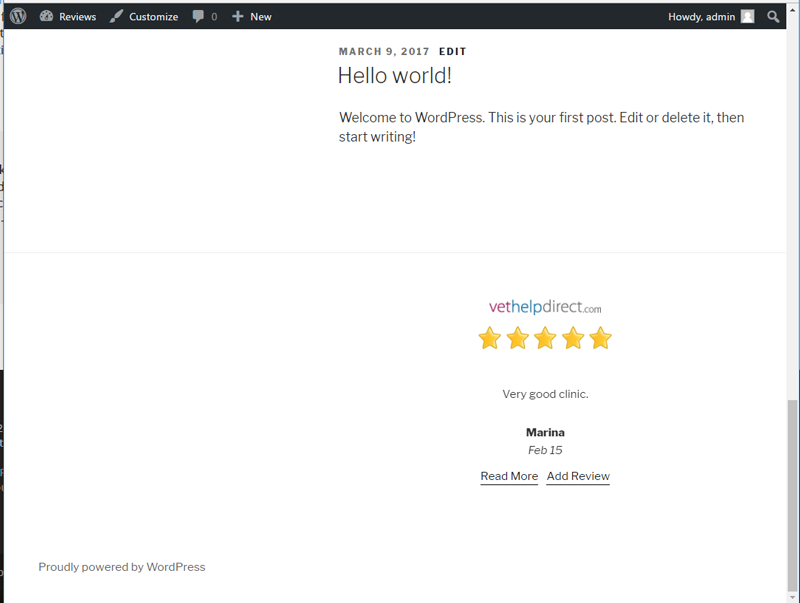 Reviews Customize 0 New Howdy, admin
MARCH 9, 2017 EDIT
Hello world!
Welcome to WordPress. This is your first post. Edit or delete it, then
start writing!
vethelpdirect.com
Very good clinic.
Marina
Feb 15
Read More Add Review
Proudly powered by WordPress